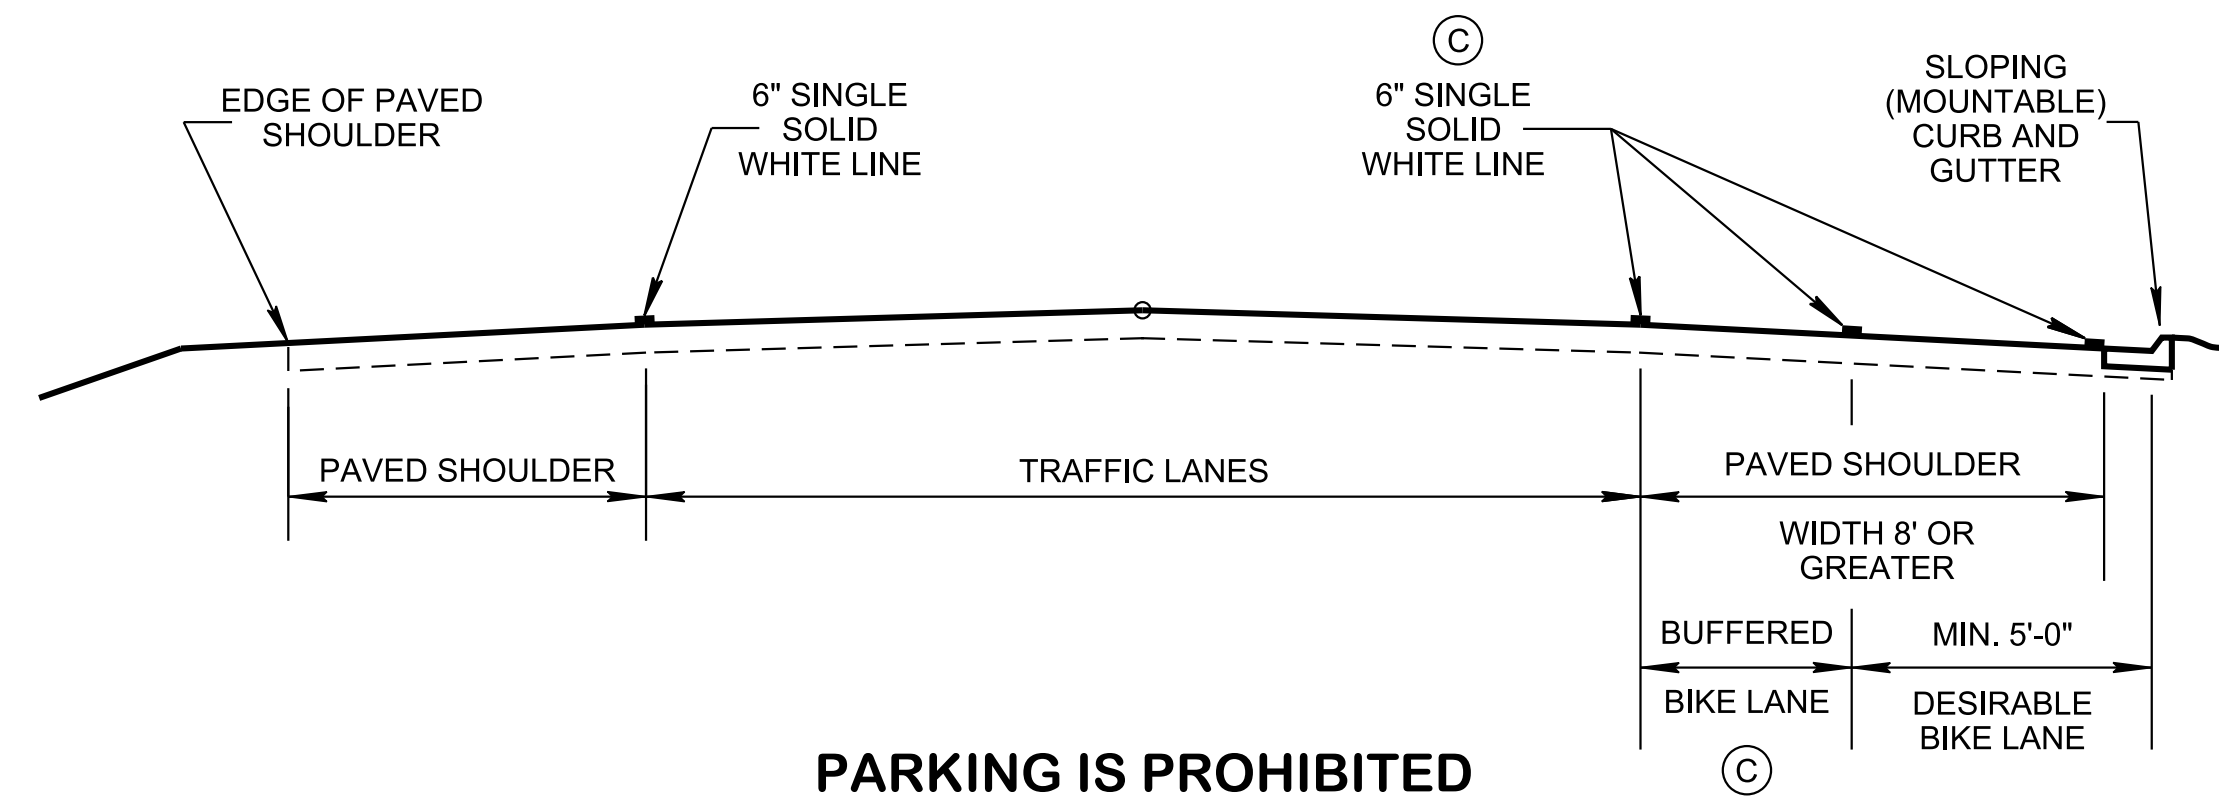 EDGE OF PAVED
SHOULDER
6" SINGLE
SOLID
WHITE LINE
C
6" SINGLE
SOLID
WHITE LINE
SLOPING
(MOUNTABLE)
CURB AND
GUTTER
PAVED SHOULDER
TRAFFIC LANES
PAVED SHOULDER
WIDTH 8' OR
GREATER
BUFFERED
BIKE LANE
C
MIN. 5'-0"
DESIRABLE
BIKE LANE
PARKING IS PROHIBITED